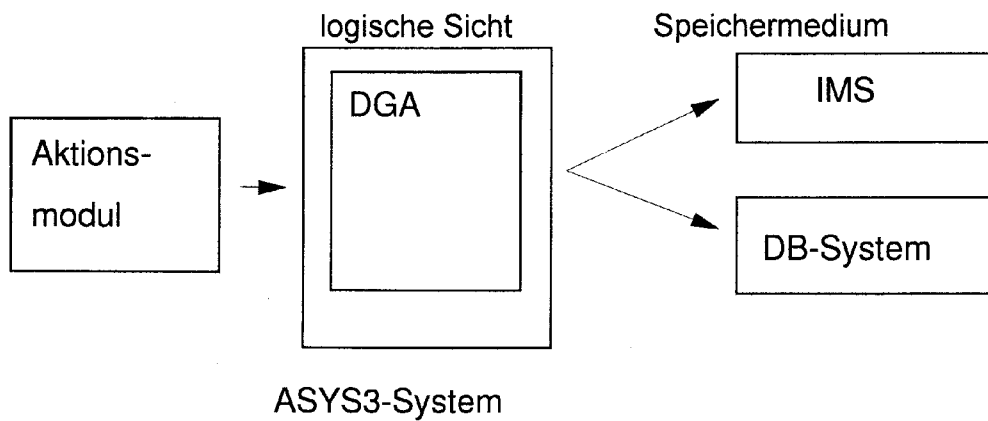 logische Sicht
Speichermedium
DGA
IMS
Aktions-
modul
DB-System
ASYS3-System